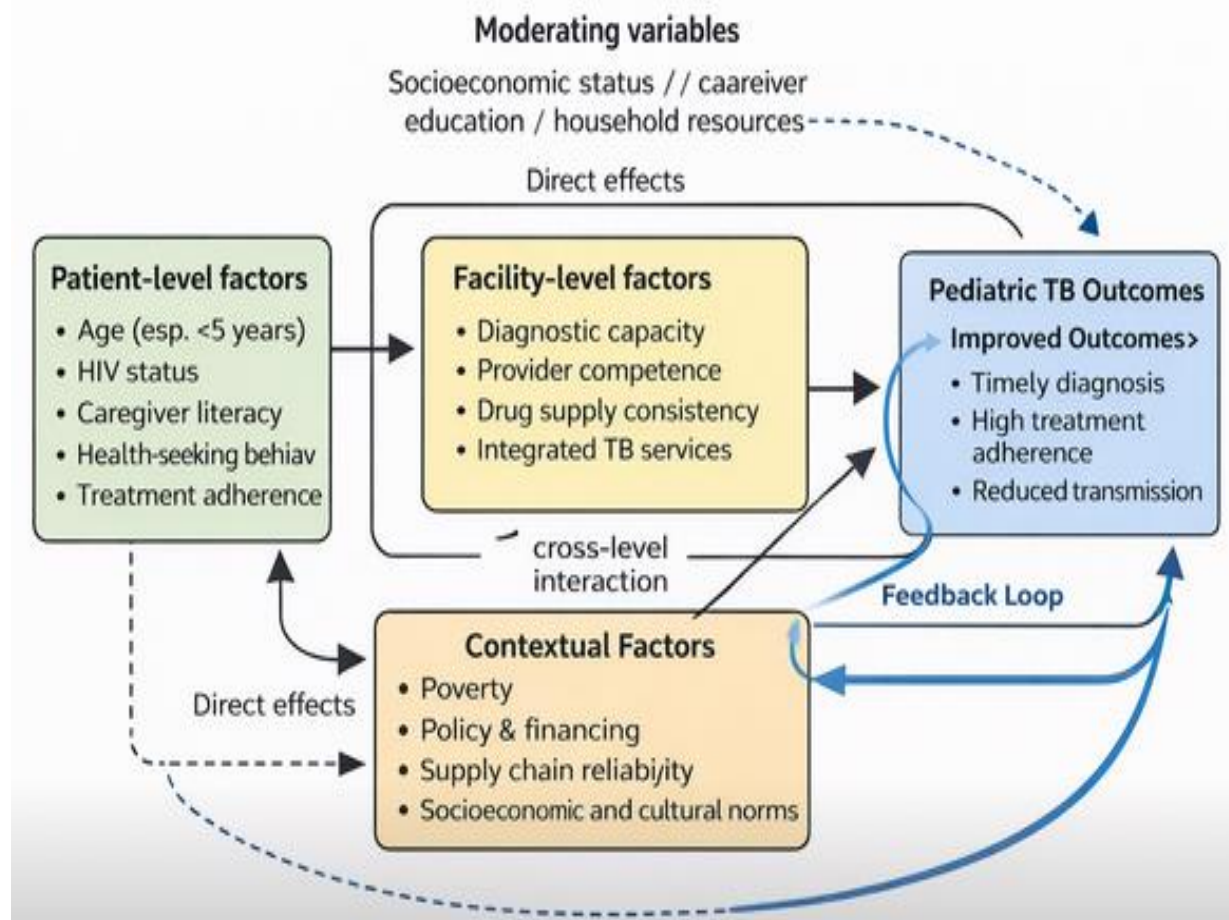 Moderating variables
Socioeconomic status // caareiver
education / household resources
Direct effects
Patient-level factors
• Age (esp. <5 years)
• HIV status
• Caregiver literacy
• Health-seeking behiav
• Treatment adherence
Facility-level factors
• Diagnostic capacity
• Provider competence
• Drug supply consistency
• Integrated TB services
Pediatric TB Outcomes
Improved Outcomes>
• Timely diagnosis
• High treatment
adherence
• Reduced transmission
cross-level
interaction
Feedback Loop
Direct effects
Contextual Factors
• Poverty
• Policy & financing
• Supply chain reliabj/ity
• Socioeconomic and cultural norms